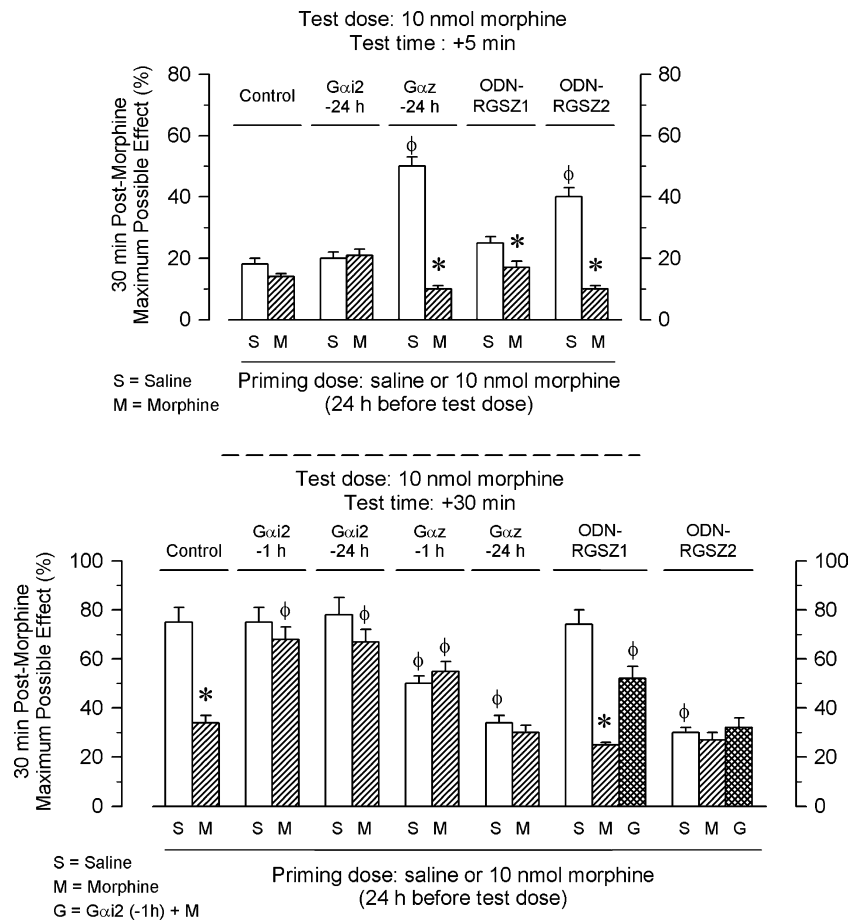 Test dose: 10 nmol morphine
Test time : +5 min
30 min Post-Morphine
Maximum Possible Effect (%)
80
60
40
20
0
80
60
40
20
0
Control
Gαi2
-24 h
Gαz
-24 h
ODN-
RGSZ1
ODN-
RGSZ2
ϕ
*
*
ϕ
*
S M S M S M S M S M
S = Saline
M = Morphine
Priming dose: saline or 10 nmol morphine
(24 h before test dose)
Test dose: 10 nmol morphine
Test time: +30 min
30 min Post-Morphine
Maximum Possible Effect (%)
100
80
60
40
20
0
100
80
60
40
20
0
Control
Gαi2
-1 h
Gαi2
-24 h
Gαz
-1 h
Gαz
-24 h
ODN-
RGSZ1
ODN-
RGSZ2
*
ϕ
ϕ
ϕ
ϕ
ϕ
*
ϕ
ϕ
S M S M S M S M S M S M G S M G
S = Saline
M = Morphine
G = Gαi2 (-1h) + M
Priming dose: saline or 10 nmol morphine
(24 h before test dose)